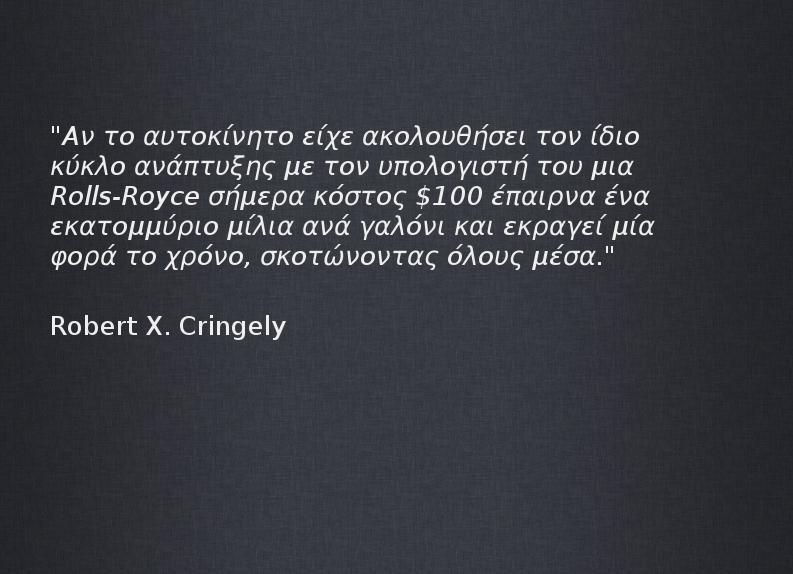 "Αν το αυτοκίνητο είχε ακολουθήσει τον ίδιο
κύκλο ανάπτυξης με τον υπολογιστή του μια
Rolls-Royce σήμερα κόστος $100 έπαιρνα ένα
εκατομμύριο μίλια ανά γαλόνι και εκραγεί μία
φορά το χρόνο, σκοτώνοντας όλους μέσα."
Robert X. Cringely